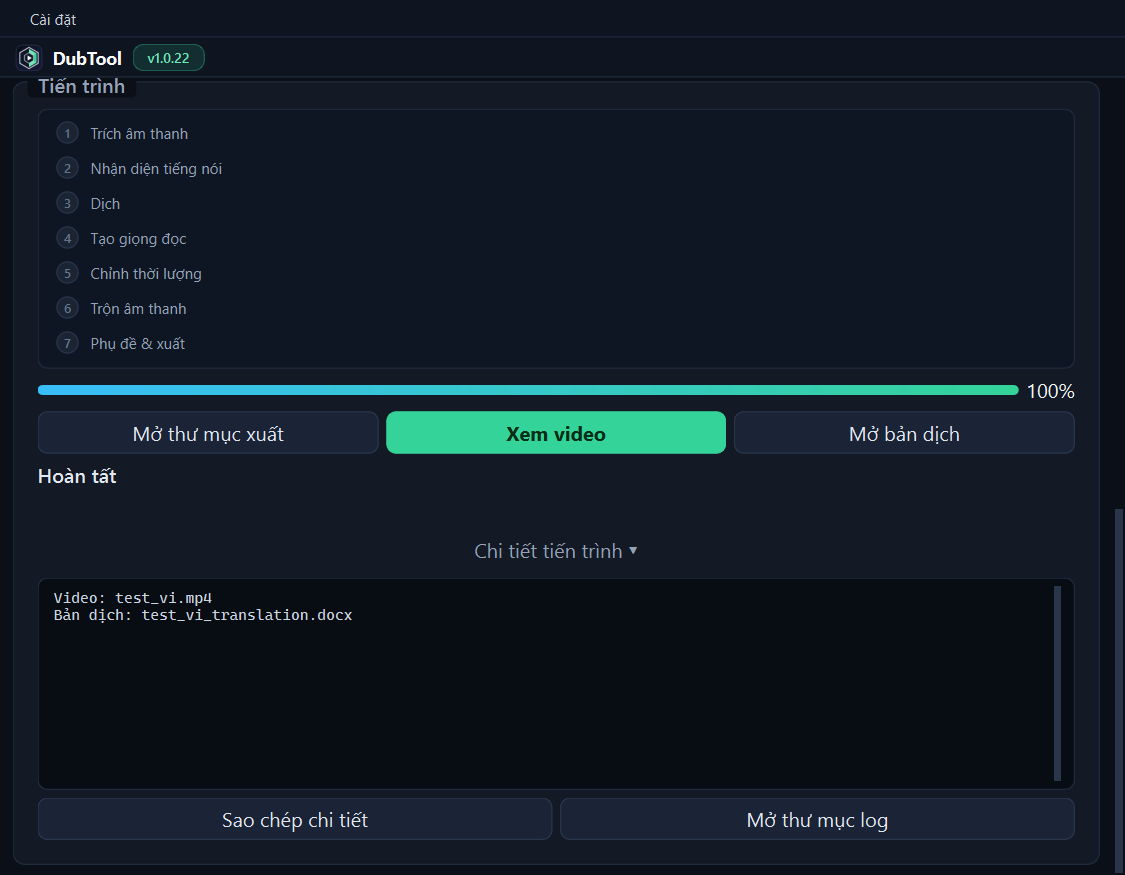 Cài đặt
DubTool v1.0.22
Tiến trình
1 Trích âm thanh
2 Nhận diện tiếng nói
3 Dịch
4 Tạo giọng đọc
5 Chỉnh thời lượng
6 Trộn âm thanh
7 Phụ đề & xuất
100%
Mở thư mục xuất Xem video Mở bản dịch
Hoàn tất
Chi tiết tiến trình ▾
Video: test_vi.mp4
Bản dịch: test_vi_translation.docx
Sao chép chi tiết Mở thư mục log